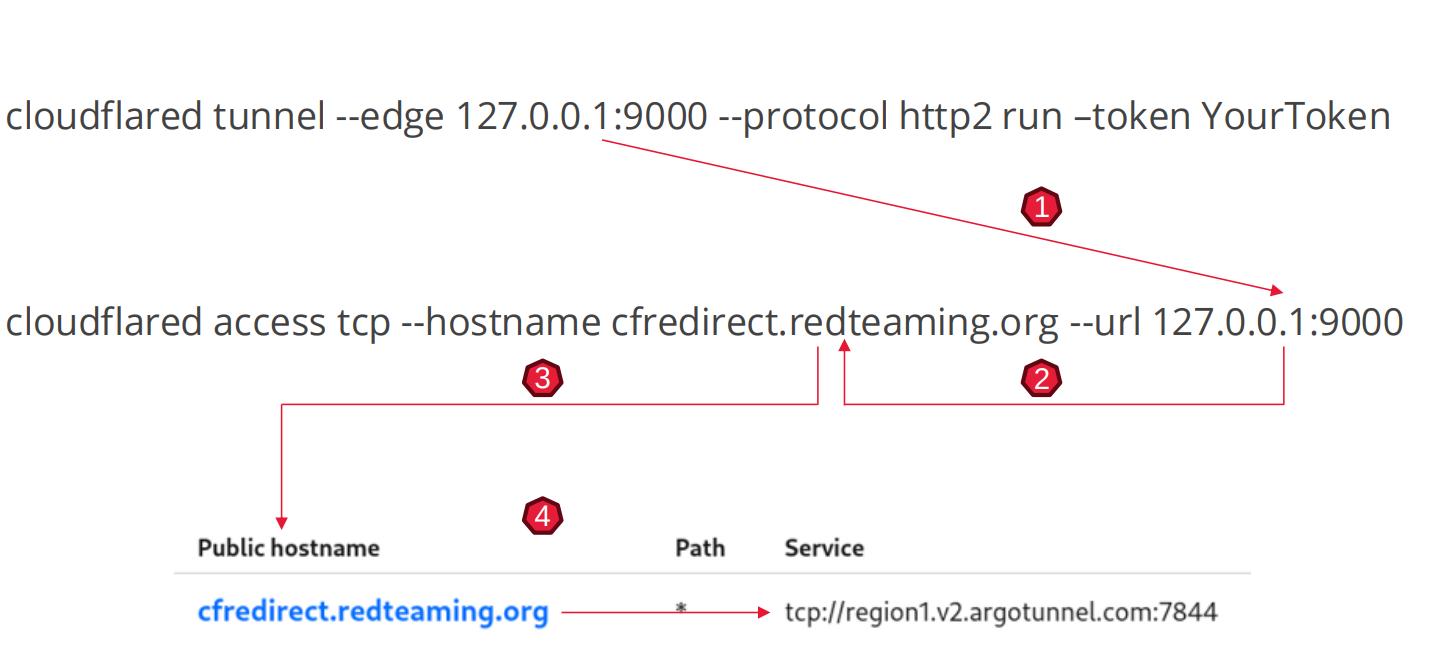 cloudflared tunnel --edge 127.0.0.1:9000 --protocol http2 run –token YourToken
1
cloudflared access tcp --hostname cfredirect.redteaming.org --url 127.0.0.1:9000
3 2
4
Public hostname Path Service
cfredirect.redteaming.org * tcp://region1.v2.argotunnel.com:7844